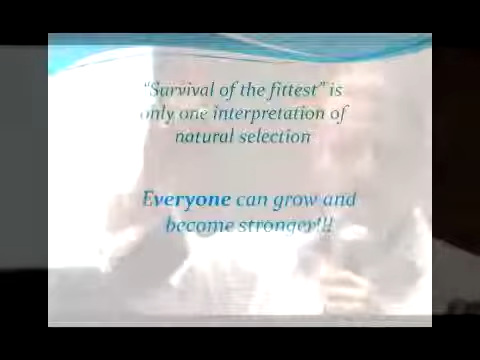 "Survival of the fittest" is
only one interpretation of
natural selection
Everyone can grow and
become stronger!!!